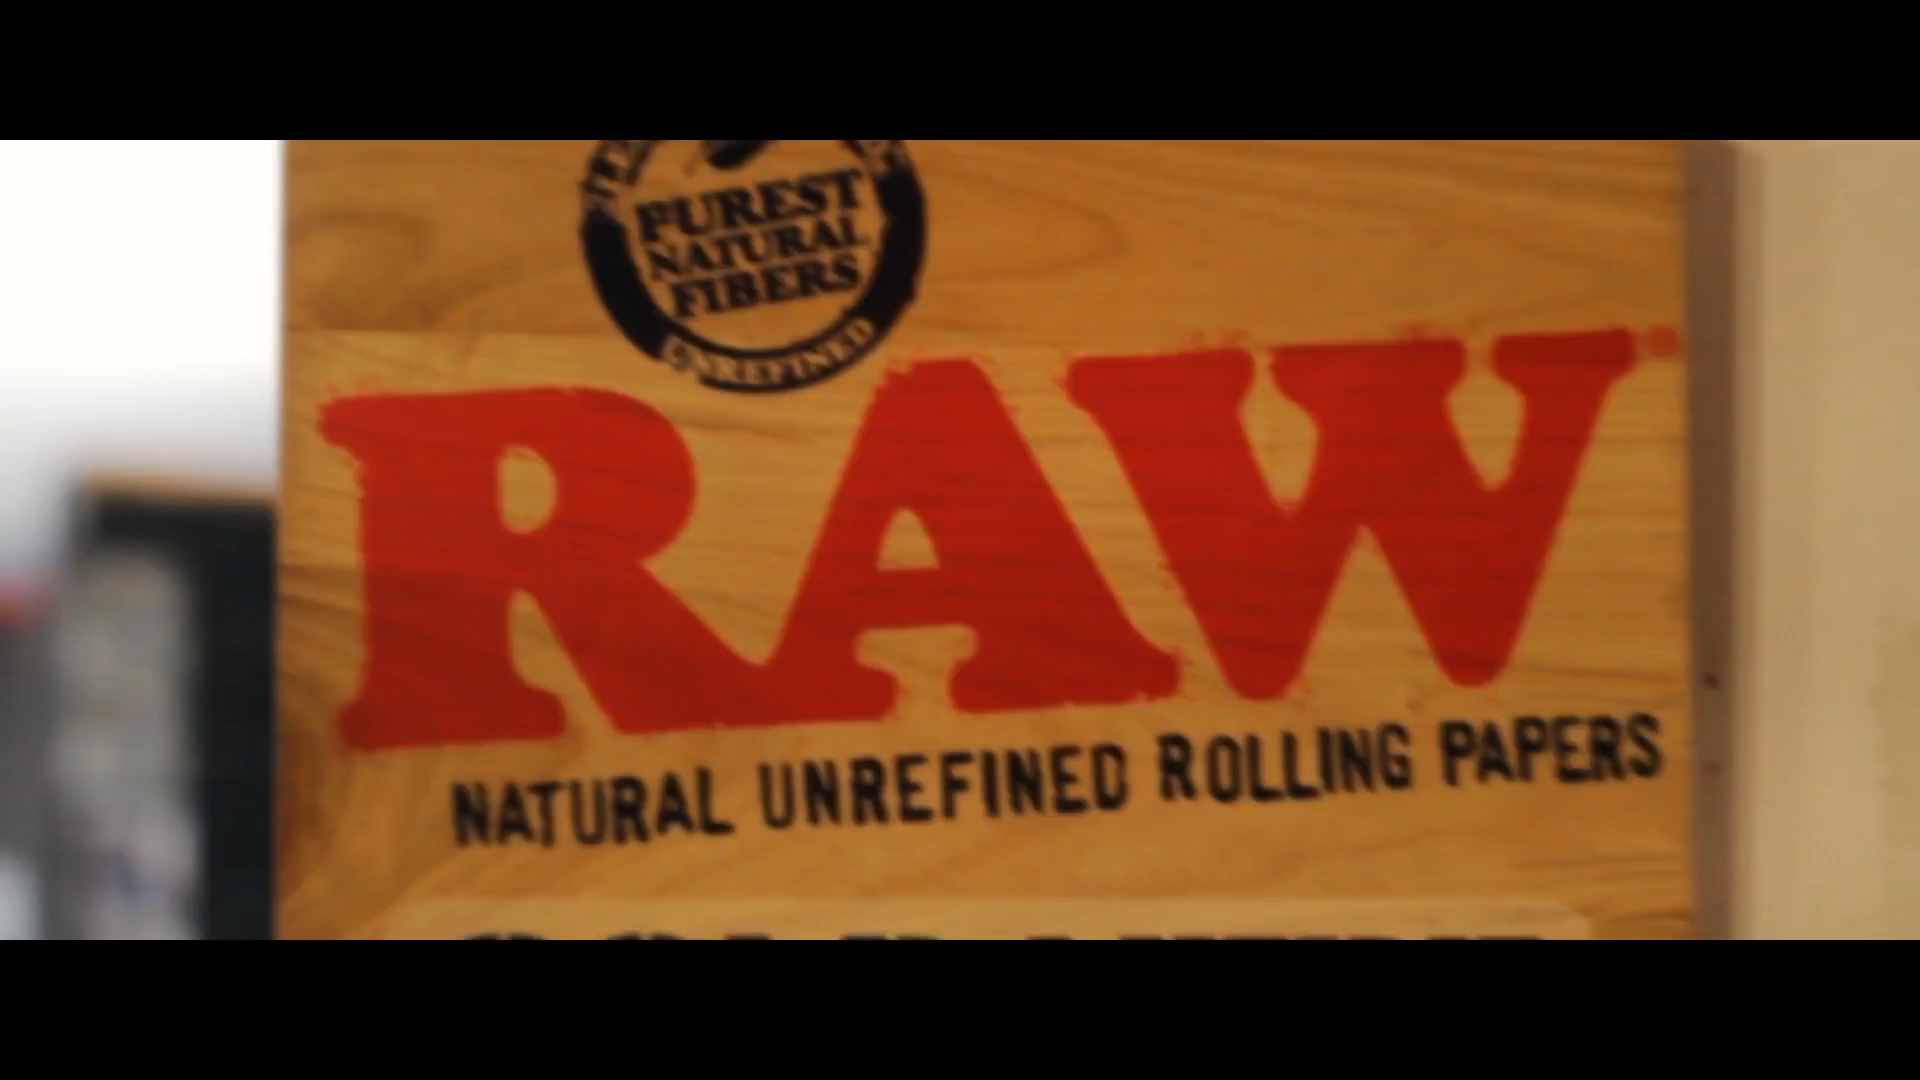 PUREST
NATURAL
FIBERS
UNREFINED
RAW
NATURAL UNREFINED ROLLING PAPERS